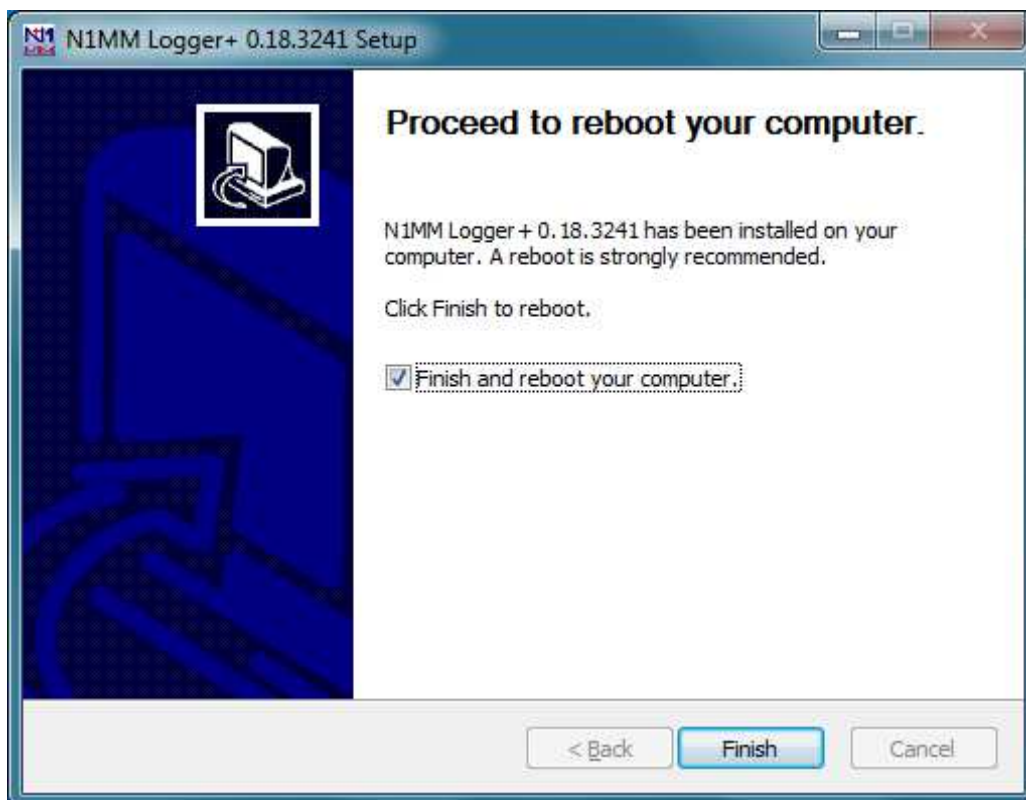 N1MM Logger+ 0.18.3241 Setup
Proceed to reboot your computer.
N1MM Logger+ 0.18.3241 has been installed on your
computer. A reboot is strongly recommended.
Click Finish to reboot.
Finish and reboot your computer.
< Back Finish Cancel